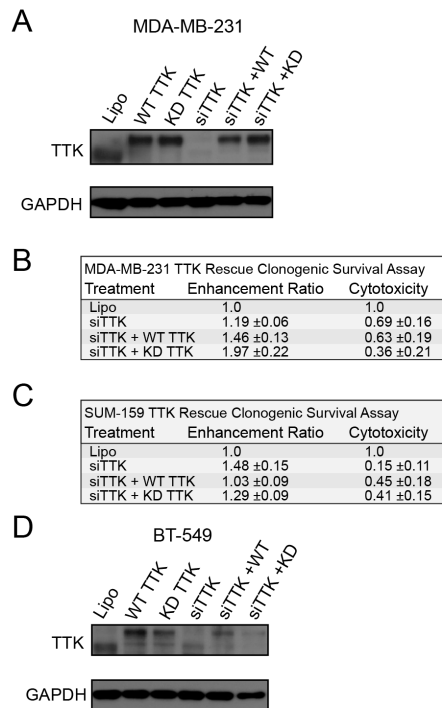 A
MDA-MB-231
Lipo
WT TTK
KD TTK
siTTK
siTTK +WT
siTTK +KD
TTK
GAPDH
B
MDA-MB-231 TTK Rescue Clonogenic Survival Assay
Treatment Enhancement Ratio Cytotoxicity
Lipo 1.0 1.0
siTTK 1.19 ±0.06 0.69 ±0.16
siTTK + WT TTK 1.46 ±0.13 0.63 ±0.19
siTTK + KD TTK 1.97 ±0.22 0.36 ±0.21
C
SUM-159 TTK Rescue Clonogenic Survival Assay
Treatment Enhancement Ratio Cytotoxicity
Lipo 1.0 1.0
siTTK 1.48 ±0.15 0.15 ±0.11
siTTK + WT TTK 1.03 ±0.09 0.45 ±0.18
siTTK + KD TTK 1.29 ±0.09 0.41 ±0.15
D
BT-549
Lipo
WT TTK
KD TTK
siTTK
siTTK +WT
siTTK +KD
TTK
GAPDH